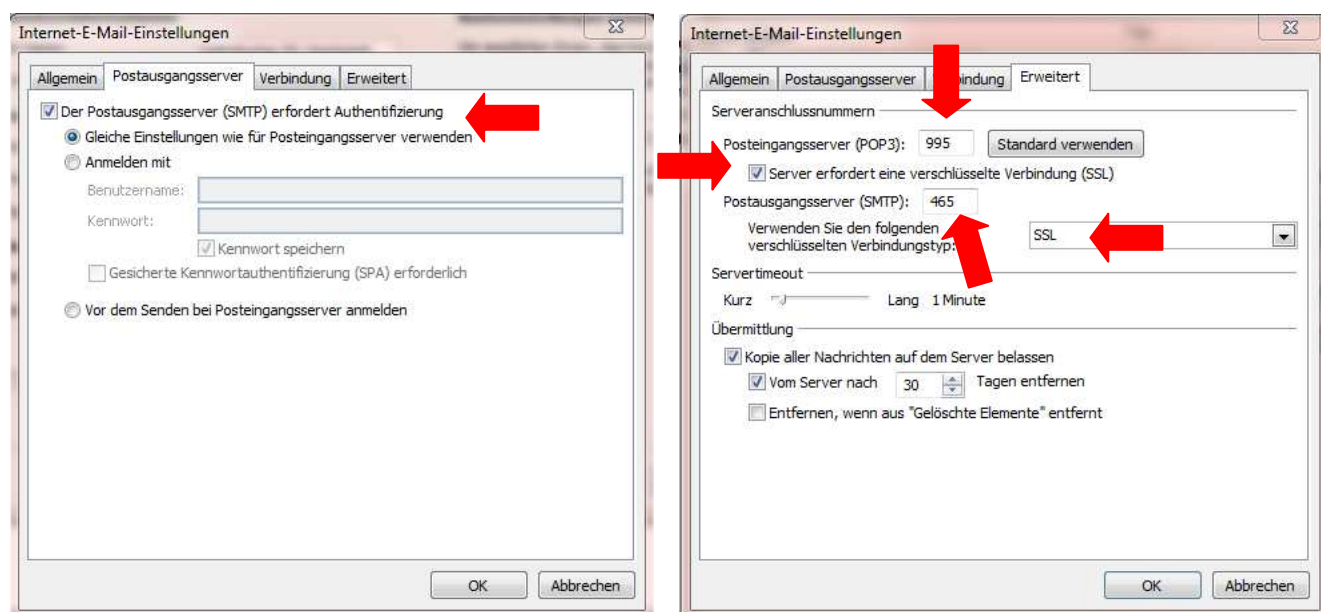 Internet-E-Mail-Einstellungen
Allgemein Postausgangsserver Verbindung Erweitert
Der Postausgangsserver (SMTP) erfordert Authentifizierung
Gleiche Einstellungen wie für Posteingangsserver verwenden
Anmelden mit
Benutzername:
Kennwort:
Kennwort speichern
Gesicherte Kennwortauthentifizierung (SPA) erforderlich
Vor dem Senden bei Posteingangsserver anmelden
OK Abbrechen
Internet-E-Mail-Einstellungen
Allgemein Postausgangsserver indung Erweitert
Serveranschlussnummern
Posteingangsserver (POP3): 995 Standard verwenden
Server erfordert eine verschlüsselte Verbindung (SSL)
Postausgangsserver (SMTP): 465
Verwenden Sie den folgenden
verschlüsselten Verbindungstyp: SSL
Servertimeout
Kurz Lang 1 Minute
Übermittlung
Kopie aller Nachrichten auf dem Server belassen
Vom Server nach 30 Tagen entfernen
Entfernen, wenn aus "Gelöschte Elemente" entfernt
OK Abbrechen